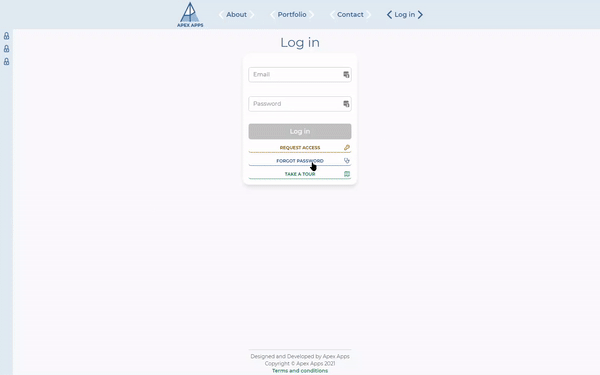 APEX APPS
About
Portfolio
Contact
Log in
Log in
Email
Password
Log in
REQUEST ACCESS
FORGOT PASSWORD
TAKE A TOUR
Designed and Developed by Apex Apps
Copyright © Apex Apps 2021
Terms and conditions